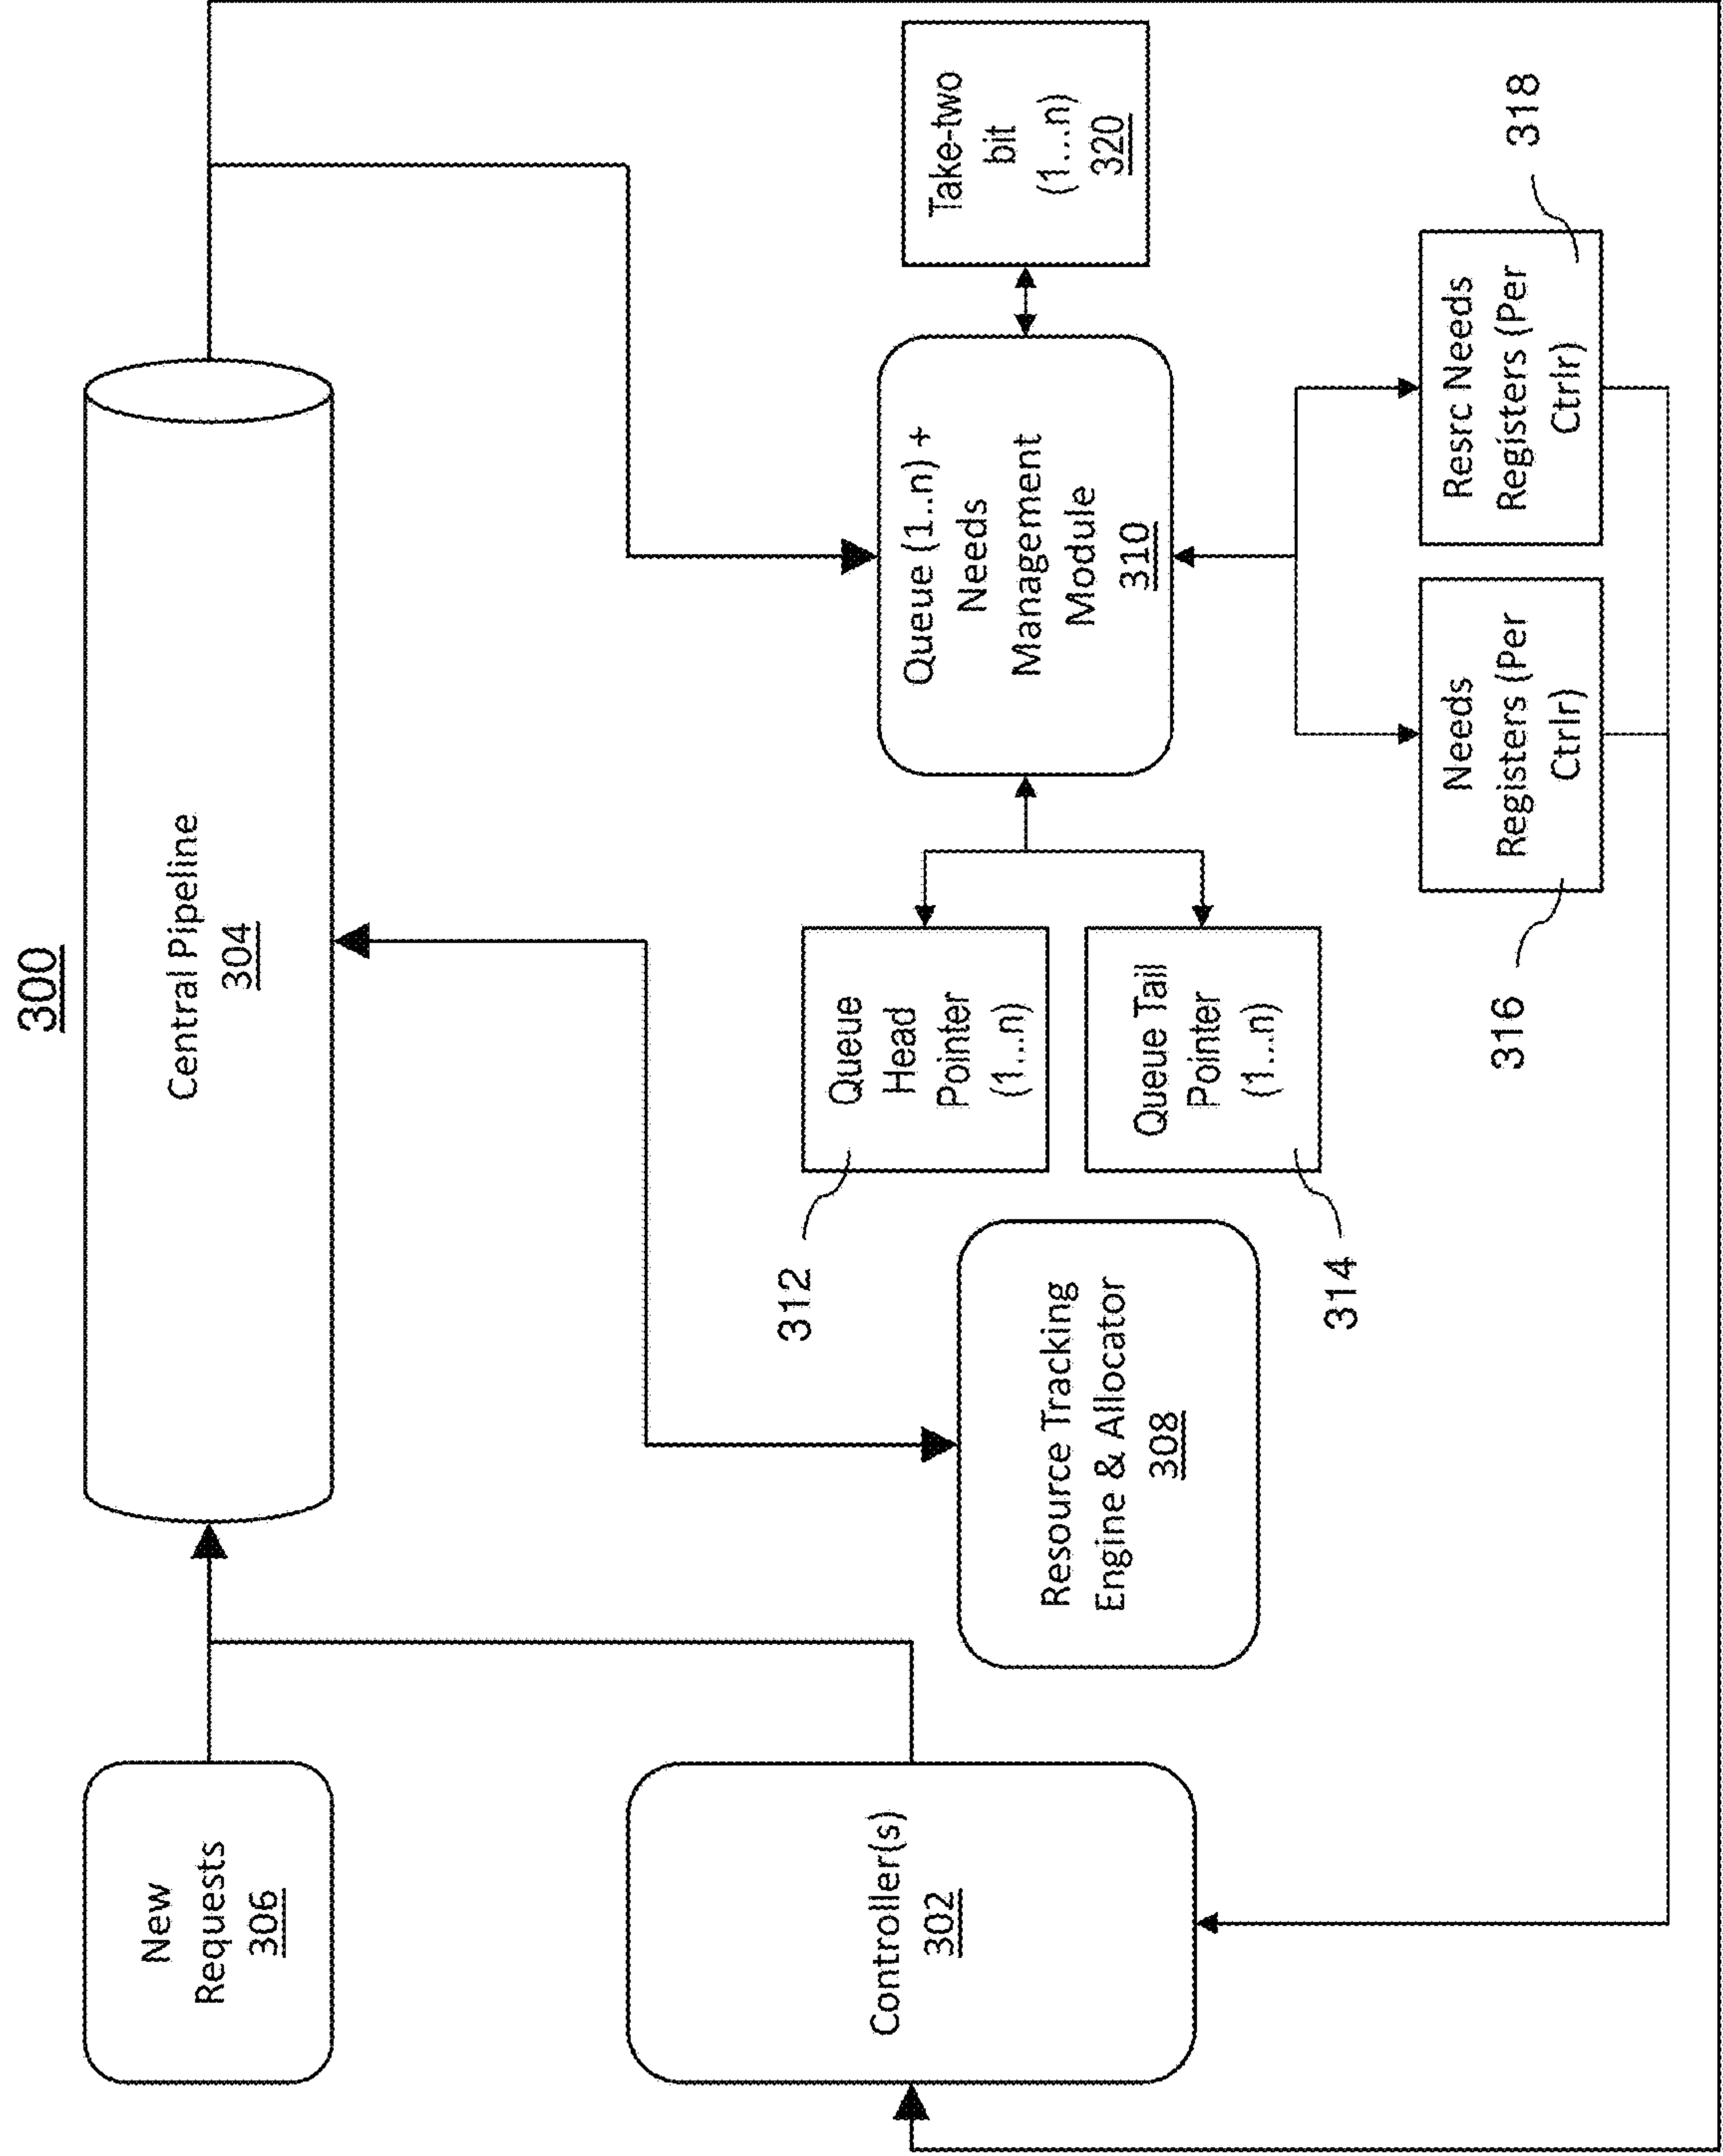 300
Central Pipeline
304
New
Requests
306
Controller(s)
302
Resource Tracking
Engine & Allocator
308
312
Queue
Head
Pointer
(1...n)
314
Queue Tail
Pointer
(1...n)
Queue (1..n) +
Needs
Management
Module
310
Take-two
bit
(1...n)
320
316
Needs
Registers (Per
Ctrlr)
318
Resrc Needs
Registers (Per
Ctrlr)